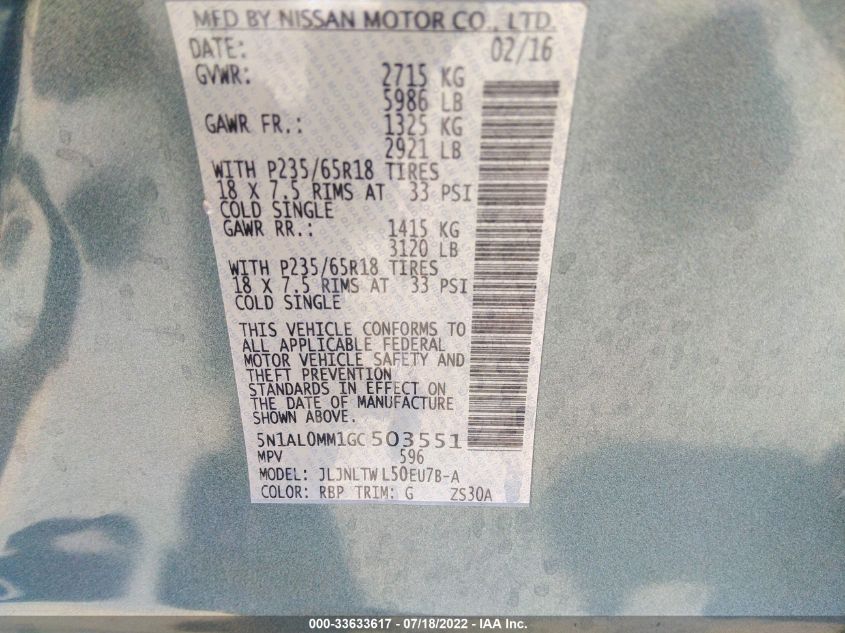 MFD BY NISSAN MOTOR CO., LTD.
DATE: 02/16
GVWR: 2715 KG
5986 LB
GAWR FR.: 1325 KG
2921 LB
WITH P235/65R18 TIRES
18 X 7.5 RIMS AT 33 PSI
COLD SINGLE
GAWR RR.: 1415 KG
3120 LB
WITH P235/65R18 TIRES
18 X 7.5 RIMS AT 33 PSI
COLD SINGLE
THIS VEHICLE CONFORMS TO
ALL APPLICABLE FEDERAL
MOTOR VEHICLE SAFETY AND
THEFT PREVENTION
STANDARDS IN EFFECT ON
THE DATE OF MANUFACTURE
SHOWN ABOVE.
5N1AL0MM1GC503551
MPV 596
MODEL: JLJNLTWL50EU7B-A
COLOR: RBP TRIM: G ZS30A
000-33633617 - 07/18/2022 - IAA Inc.